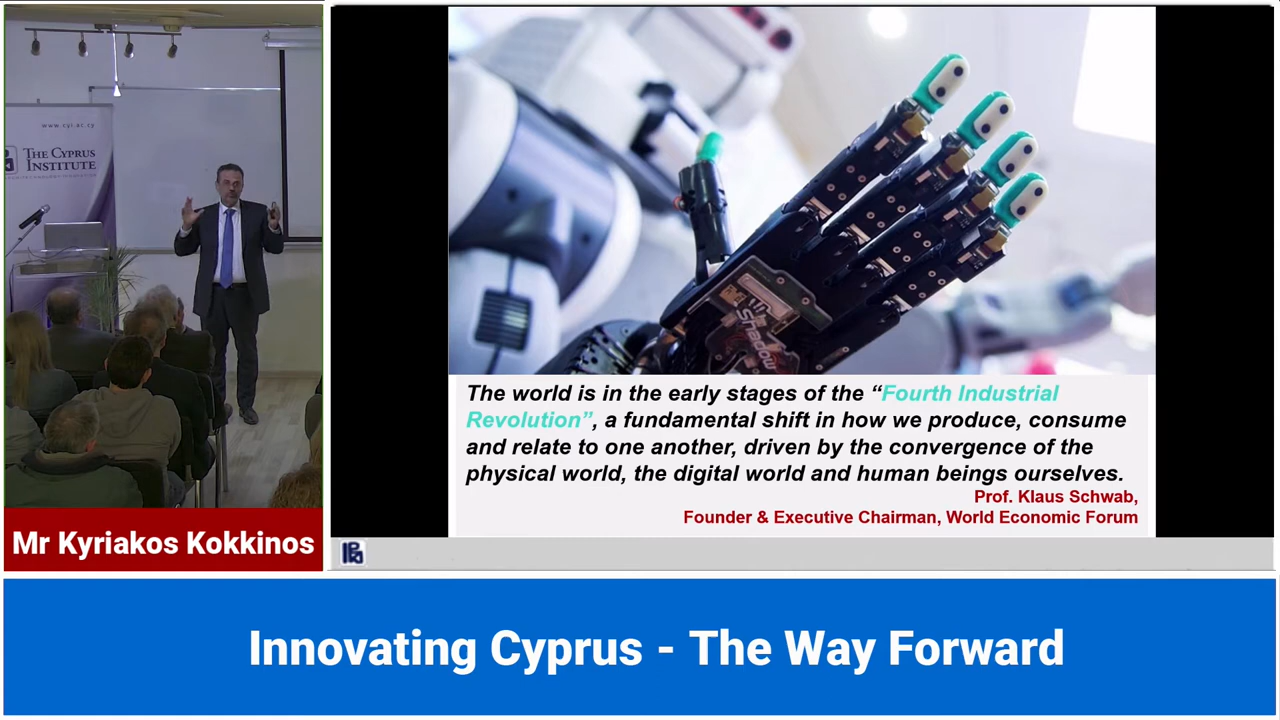 www.cyi.ac.cy
THE CYPRUS
INSTITUTE
Mr Kyriakos Kokkinos
Shadow
The world is in the early stages of the “Fourth Industrial
Revolution”, a fundamental shift in how we produce, consume
and relate to one another, driven by the convergence of the
physical world, the digital world and human beings ourselves.
Prof. Klaus Schwab,
Founder & Executive Chairman, World Economic Forum
Innovating Cyprus - The Way Forward